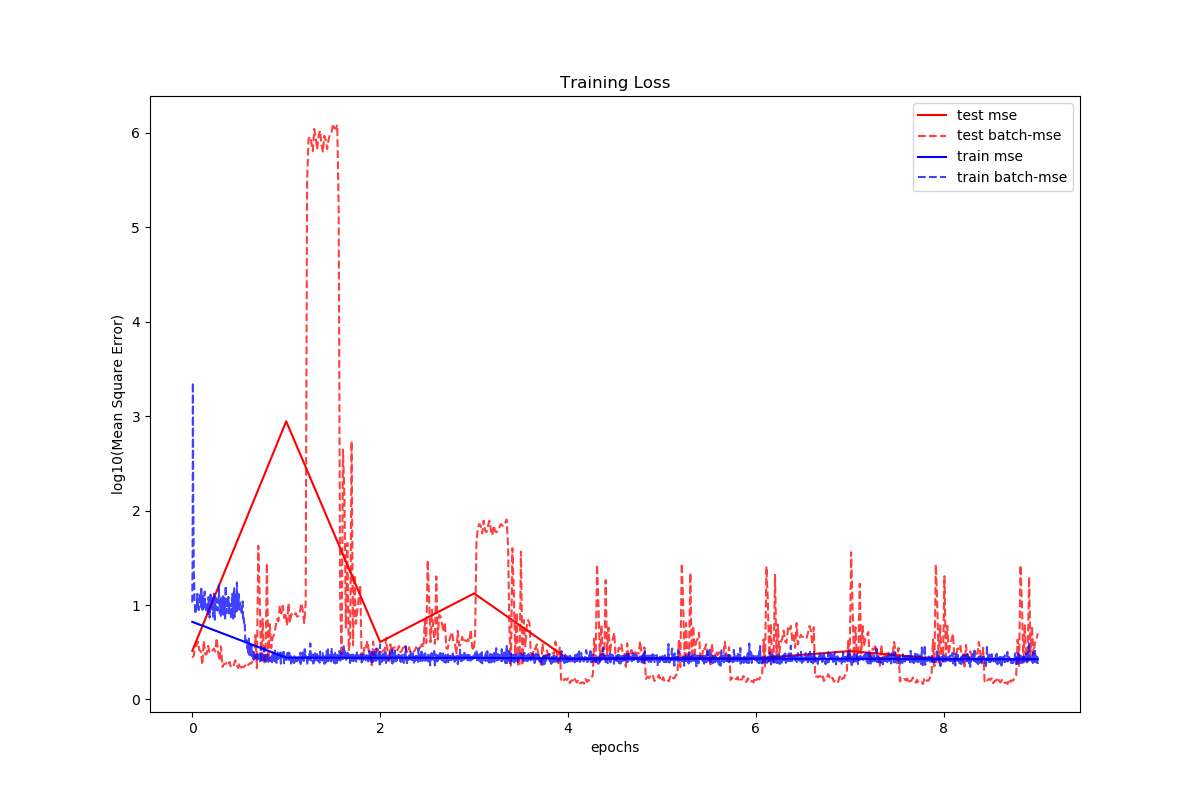 Training Loss
test mse
test batch-mse
train mse
train batch-mse
log10(Mean Square Error)
6
5
4
3
2
1
0
0 2 4 6 8
epochs